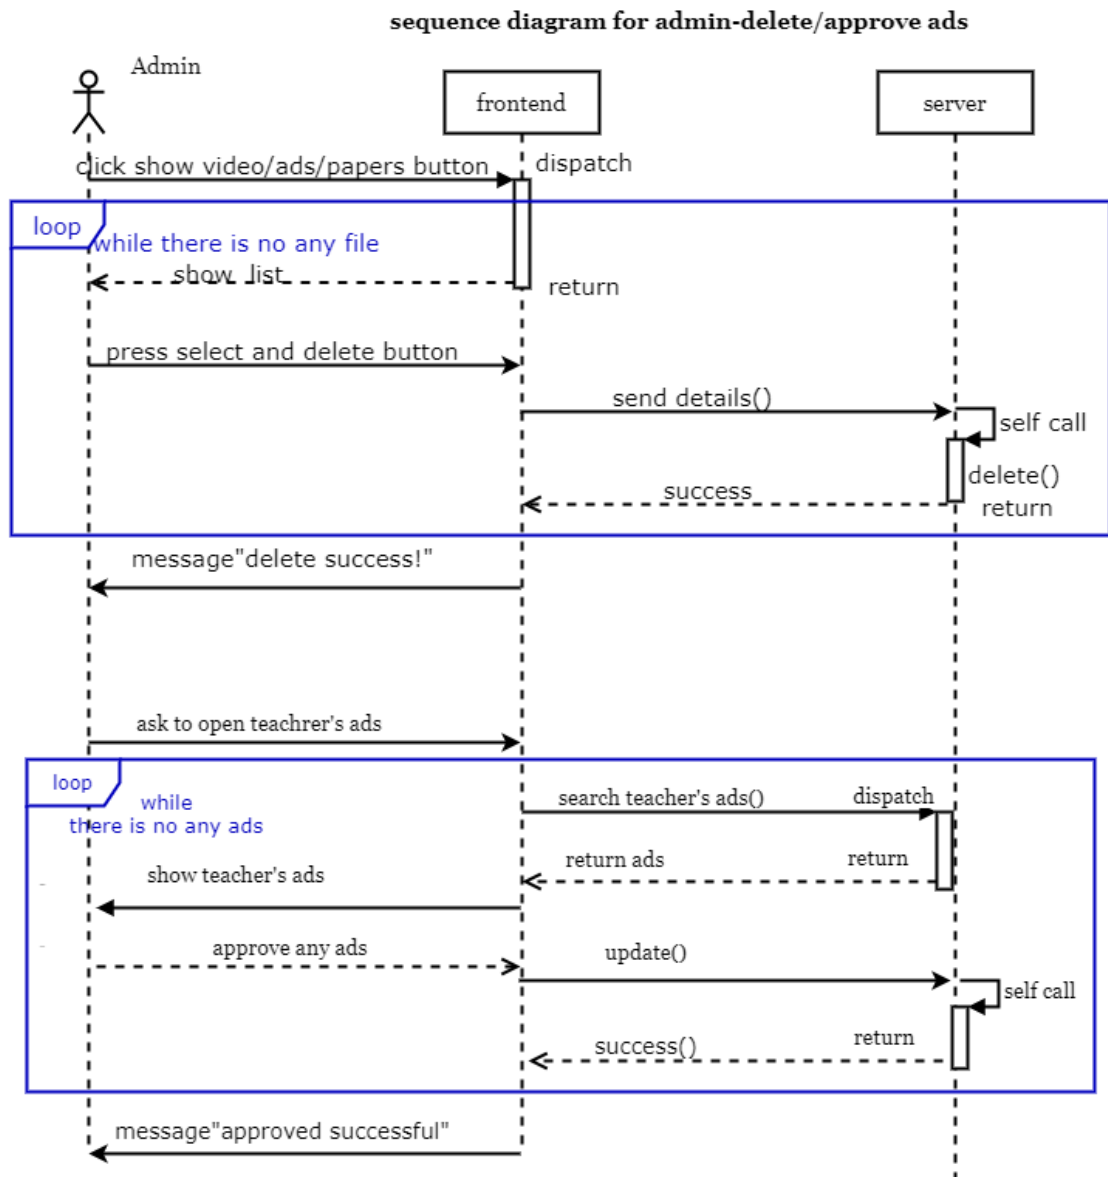 sequence diagram for admin-delete/approve ads
Admin
frontend
server
click show video/ads/papers button
dispatch
loop
while there is no any file
show list
return
press select and delete button
send details()
self call
delete()
success
return
message"delete success!"
ask to open teachrer's ads
loop
while
there is no any ads
search teacher's ads()
dispatch
return ads
return
show teacher's ads
approve any ads
update()
self call
return
success()
message"approved successful"